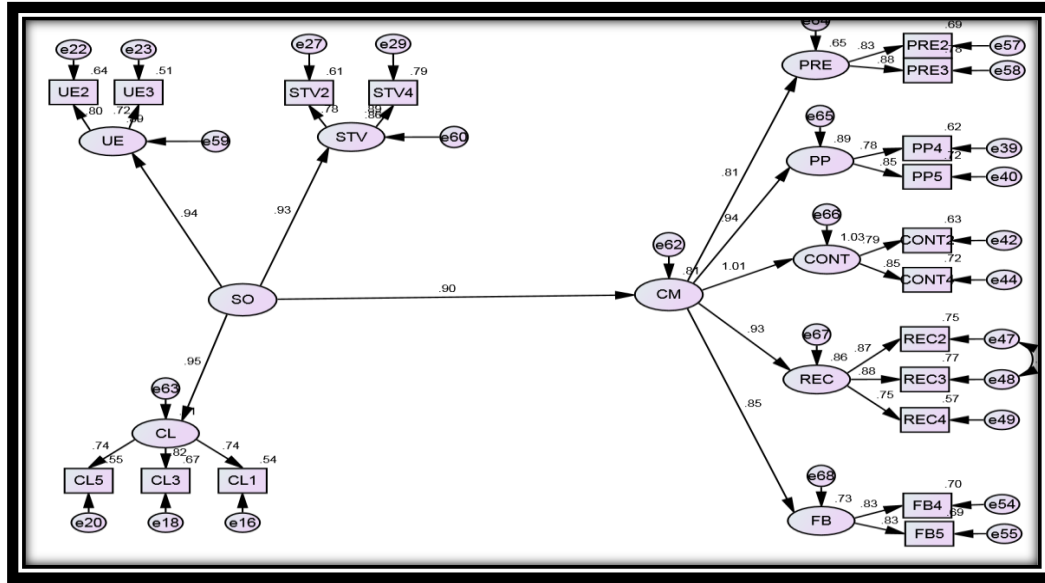 e22 e23 e27 e29 e64 .69
.64 .51 .61 .79 .65 .83 PRE2 e57
UE2 UE3 STV2 STV4 PRE .88 PRE3 e58
.80 .72 .78 .86
UE e59 STV e60
e65 .62
.89 .78 PP4 e39
PP .85 .72
PP5 e40
.81
.94 .93 .94
e66 .63
1.03 .79 CONT2 e42
e62 1.01 CONT .85 .72
.81 CONT4 e44
SO .90 CM
.93 e67 .75
.87 REC2 e47
.95 .86 .77
REC .88 REC3 e48
e63 .85 .75 .57
REC4 e49
CL
.74 .82 .74
.55 .67 .54
CL5 CL3 CL1
e68 .70
.73 .83 FB4 e54
e20 e18 e16 FB .83 .69
FB5 e55